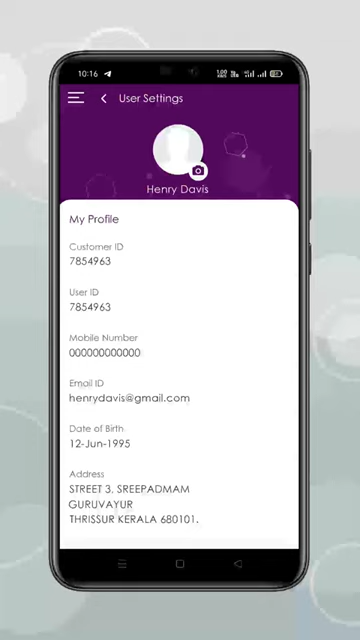 10:16
User Settings
Henry Davis
My Profile
Customer ID
7854963
User ID
7854963
Mobile Number
000000000000
Email ID
henrydavis@gmail.com
Date of Birth
12-Jun-1995
Address
STREET 3, SREEPADMAM
GURUVAYUR
THRISSUR KERALA 680101.